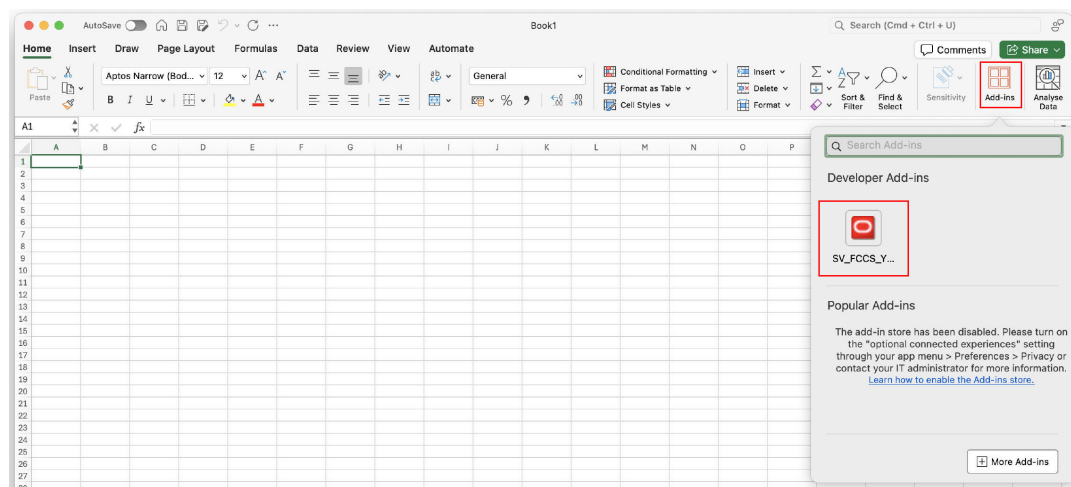 AutoSave
Book1
Search (Cmd + Ctrl + U)
Home Insert Draw Page Layout Formulas Data Review View Automate
Comments Share
Paste
Aptos Narrow (Bod... 12 A^ A˅
B I U A
ab
General
% 9 .00 .00
Conditional Formatting
Format as Table
Cell Styles
Insert
Delete
Format
Sort & Filter
Find & Select
Sensitivity
Add-ins
Analyse Data
A1 fx
A B C D E F G H I J K L M N O P
1
2
3
4
5
6
7
8
9
10
11
12
13
14
15
16
17
18
19
20
21
22
23
24
25
26
27
Search Add-ins
Developer Add-ins
SV_FCCS_Y...
Popular Add-ins
The add-in store has been disabled. Please turn on
the "optional connected experiences" setting
through your app menu > Preferences > Privacy or
contact your IT administrator for more information.
Learn how to enable the Add-ins store.
More Add-ins